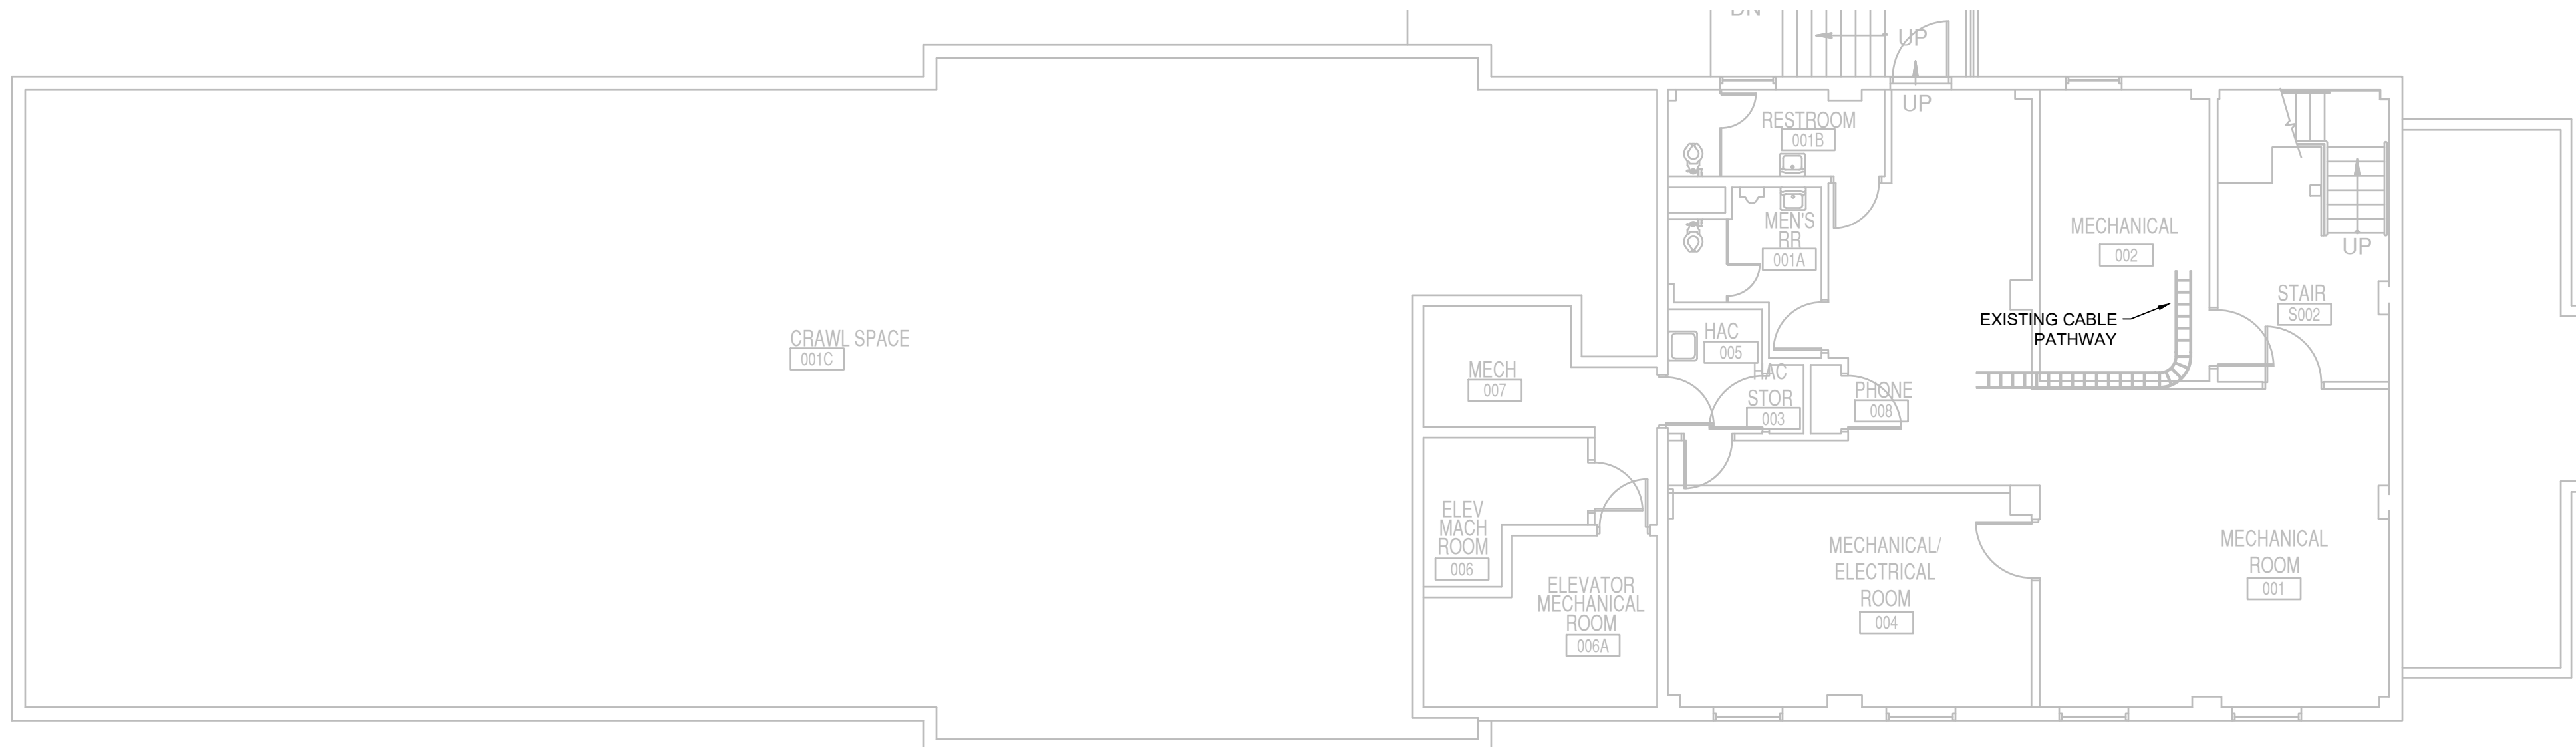 DN
UP
UP
RESTROOM
001B
MEN'S
RR
001A
MECHANICAL
002
UP
STAIR
S002
EXISTING CABLE
PATHWAY
CRAWL SPACE
001C
HAC
005
MECH
007
HAC
STOR
003
PHONE
008
ELEV
MACH
ROOM
006
MECHANICAL/
ELECTRICAL
ROOM
004
MECHANICAL
ROOM
001
ELEVATOR
MECHANICAL
ROOM
006A